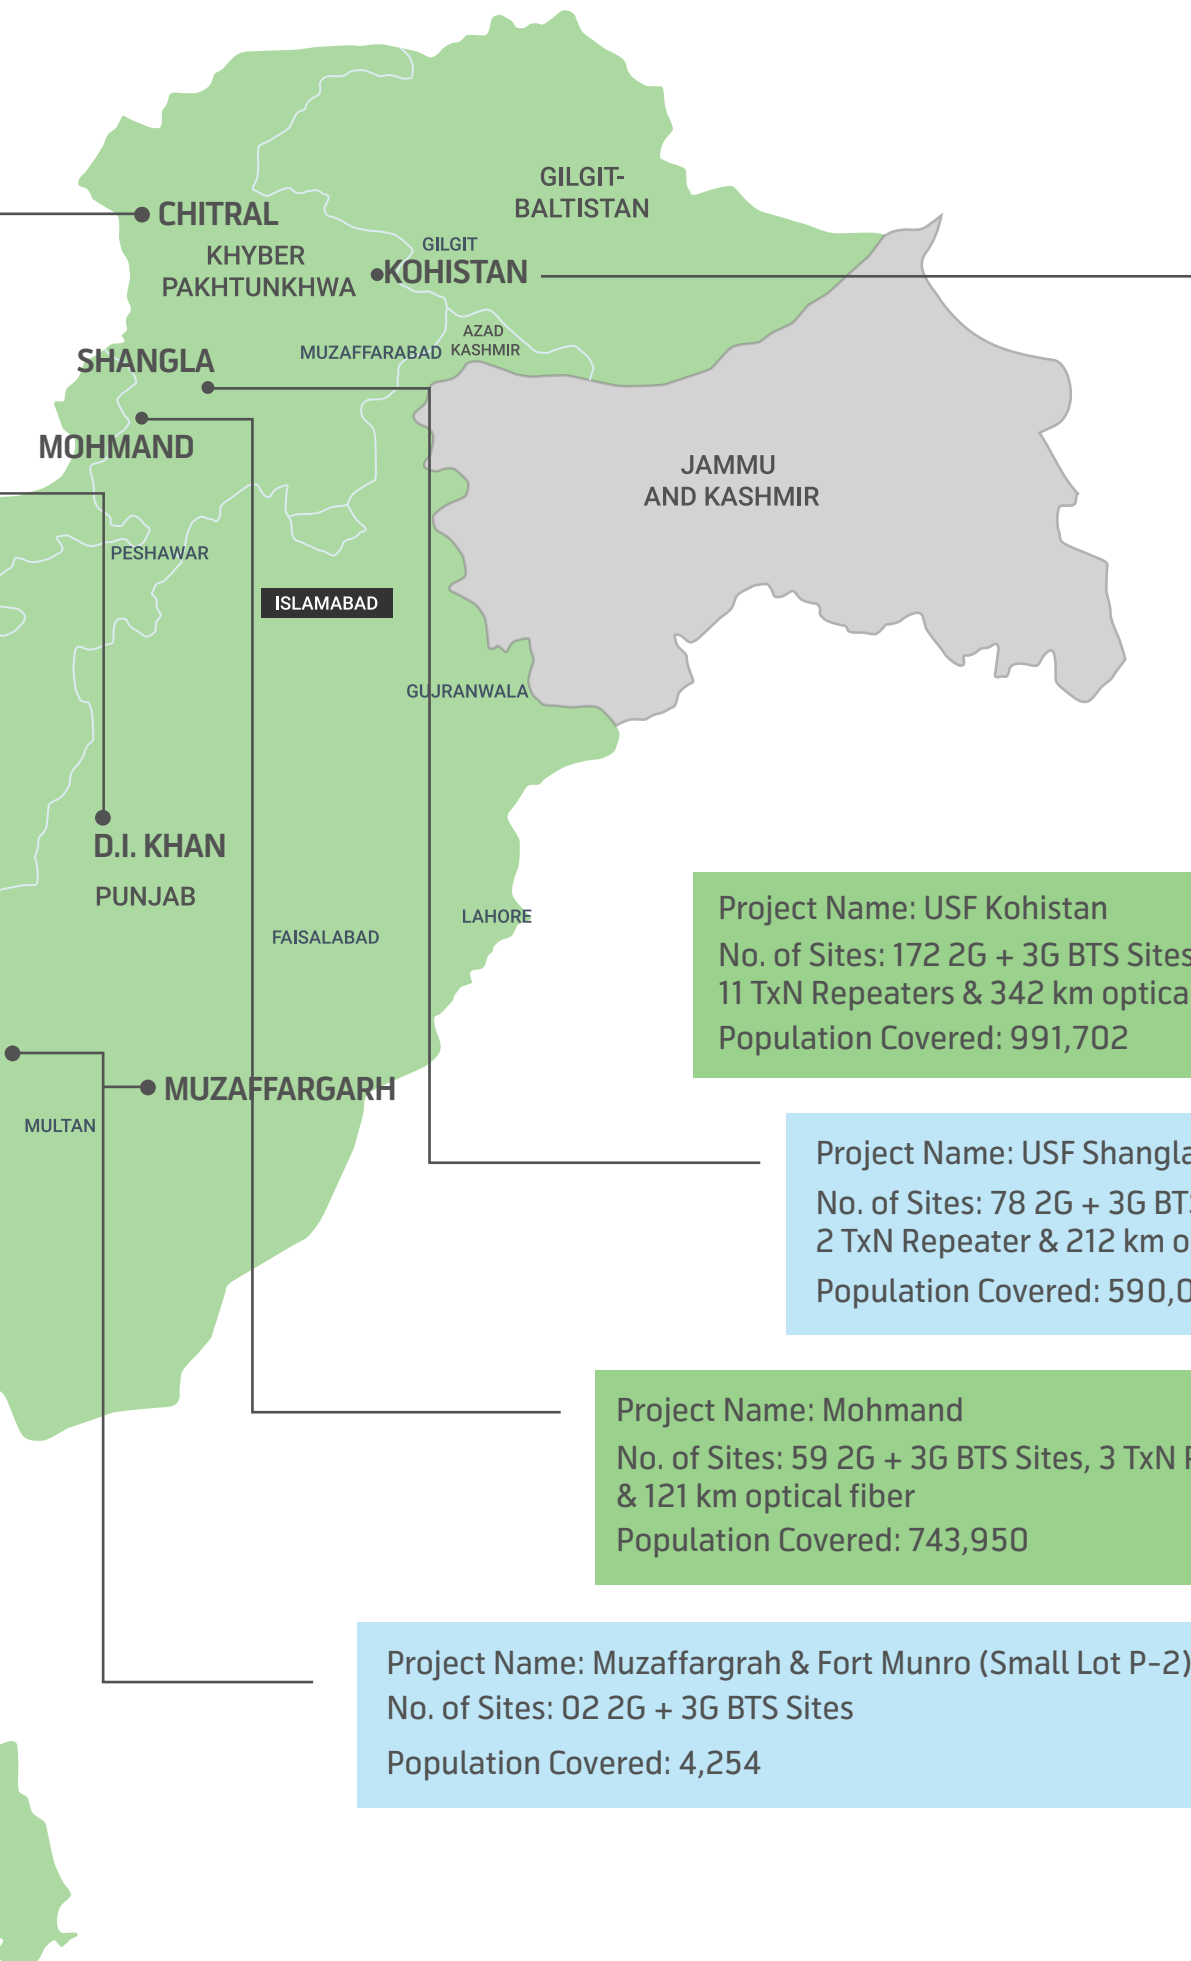 GILGIT-
BALTISTAN
CHITRAL
KHYBER
PAKHTUNKHWA
GILGIT
KOHISTAN
AZAD
KASHMIR
MUZAFFARABAD
SHANGLA
MOHMAND
JAMMU
AND KASHMIR
PESHAWAR
ISLAMABAD
GUJRANWALA
D.I. KHAN
PUNJAB
LAHORE
FAISALABAD
MUZAFFARGARH
MULTAN
Project Name: USF Kohistan
No. of Sites: 172 2G + 3G BTS Sites
11 TxN Repeaters & 342 km optica
Population Covered: 991,702
Project Name: USF Shangla
No. of Sites: 78 2G + 3G BTS
2 TxN Repeater & 212 km o
Population Covered: 590,0
Project Name: Mohmand
No. of Sites: 59 2G + 3G BTS Sites, 3 TxN
& 121 km optical fiber
Population Covered: 743,950
Project Name: Muzaffargrah & Fort Munro (Small Lot P-2)
No. of Sites: 02 2G + 3G BTS Sites
Population Covered: 4,254